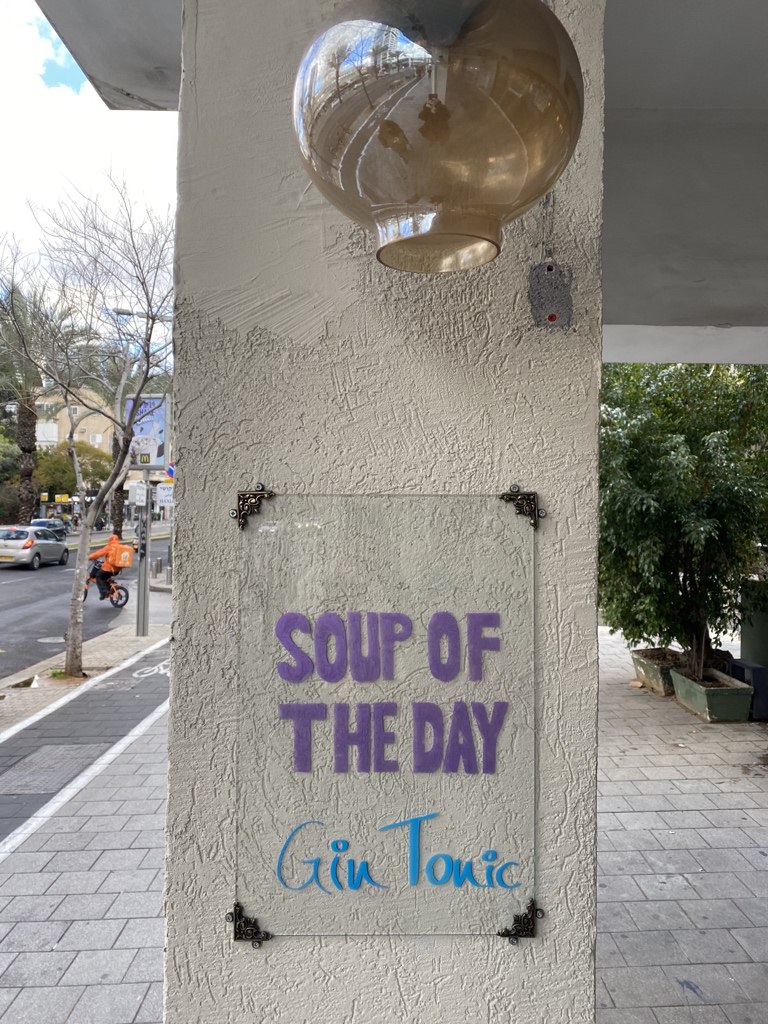 SOUP OF
THE DAY
Gin Tonic